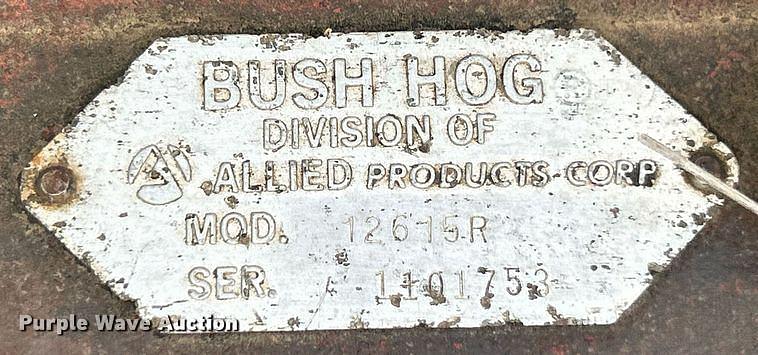 BUSH HOG
DIVISION OF
ALLIED PRODUCTS CORP
MOD. 12615R
SER. 1101753
Purple Wave Auction